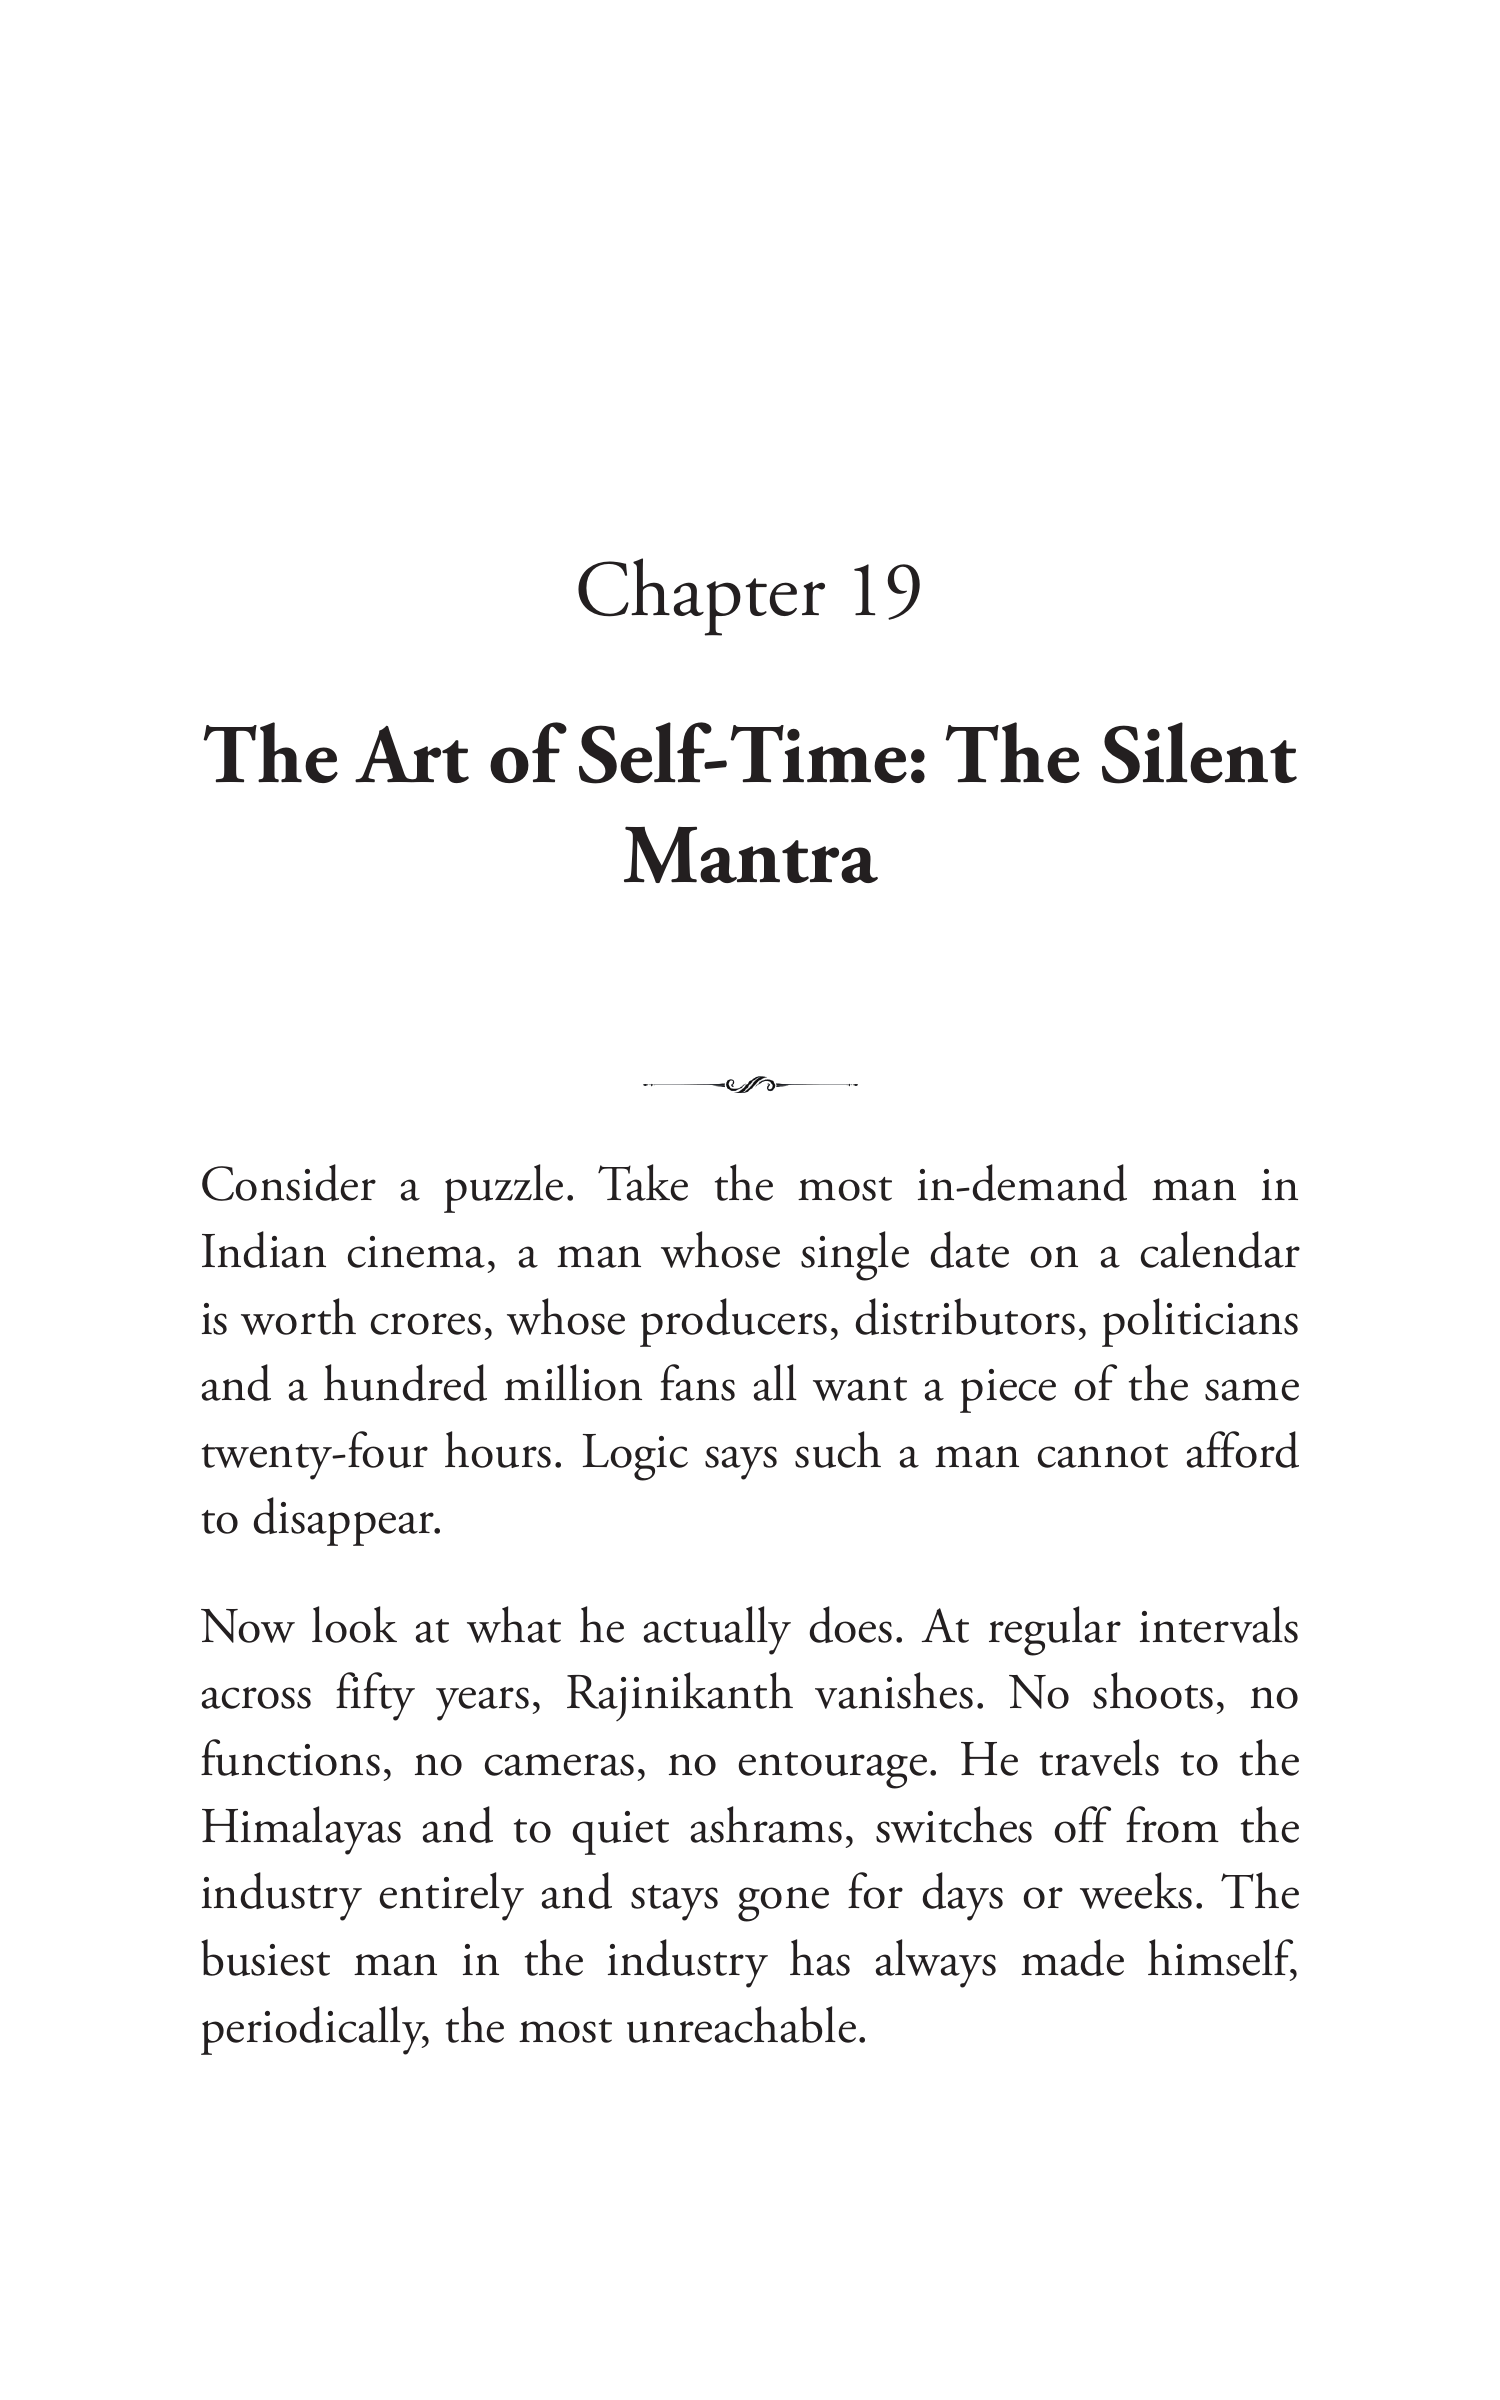 Chapter 19
The Art of Self-Time: The Silent
Mantra
Consider a puzzle. Take the most in-demand man in
Indian cinema, a man whose single date on a calendar
is worth crores, whose producers, distributors, politicians
and a hundred million fans all want a piece of the same
twenty-four hours. Logic says such a man cannot afford
to disappear.
Now look at what he actually does. At regular intervals
across fifty years, Rajinikanth vanishes. No shoots, no
functions, no cameras, no entourage. He travels to the
Himalayas and to quiet ashrams, switches off from the
industry entirely and stays gone for days or weeks. The
busiest man in the industry has always made himself,
periodically, the most unreachable.